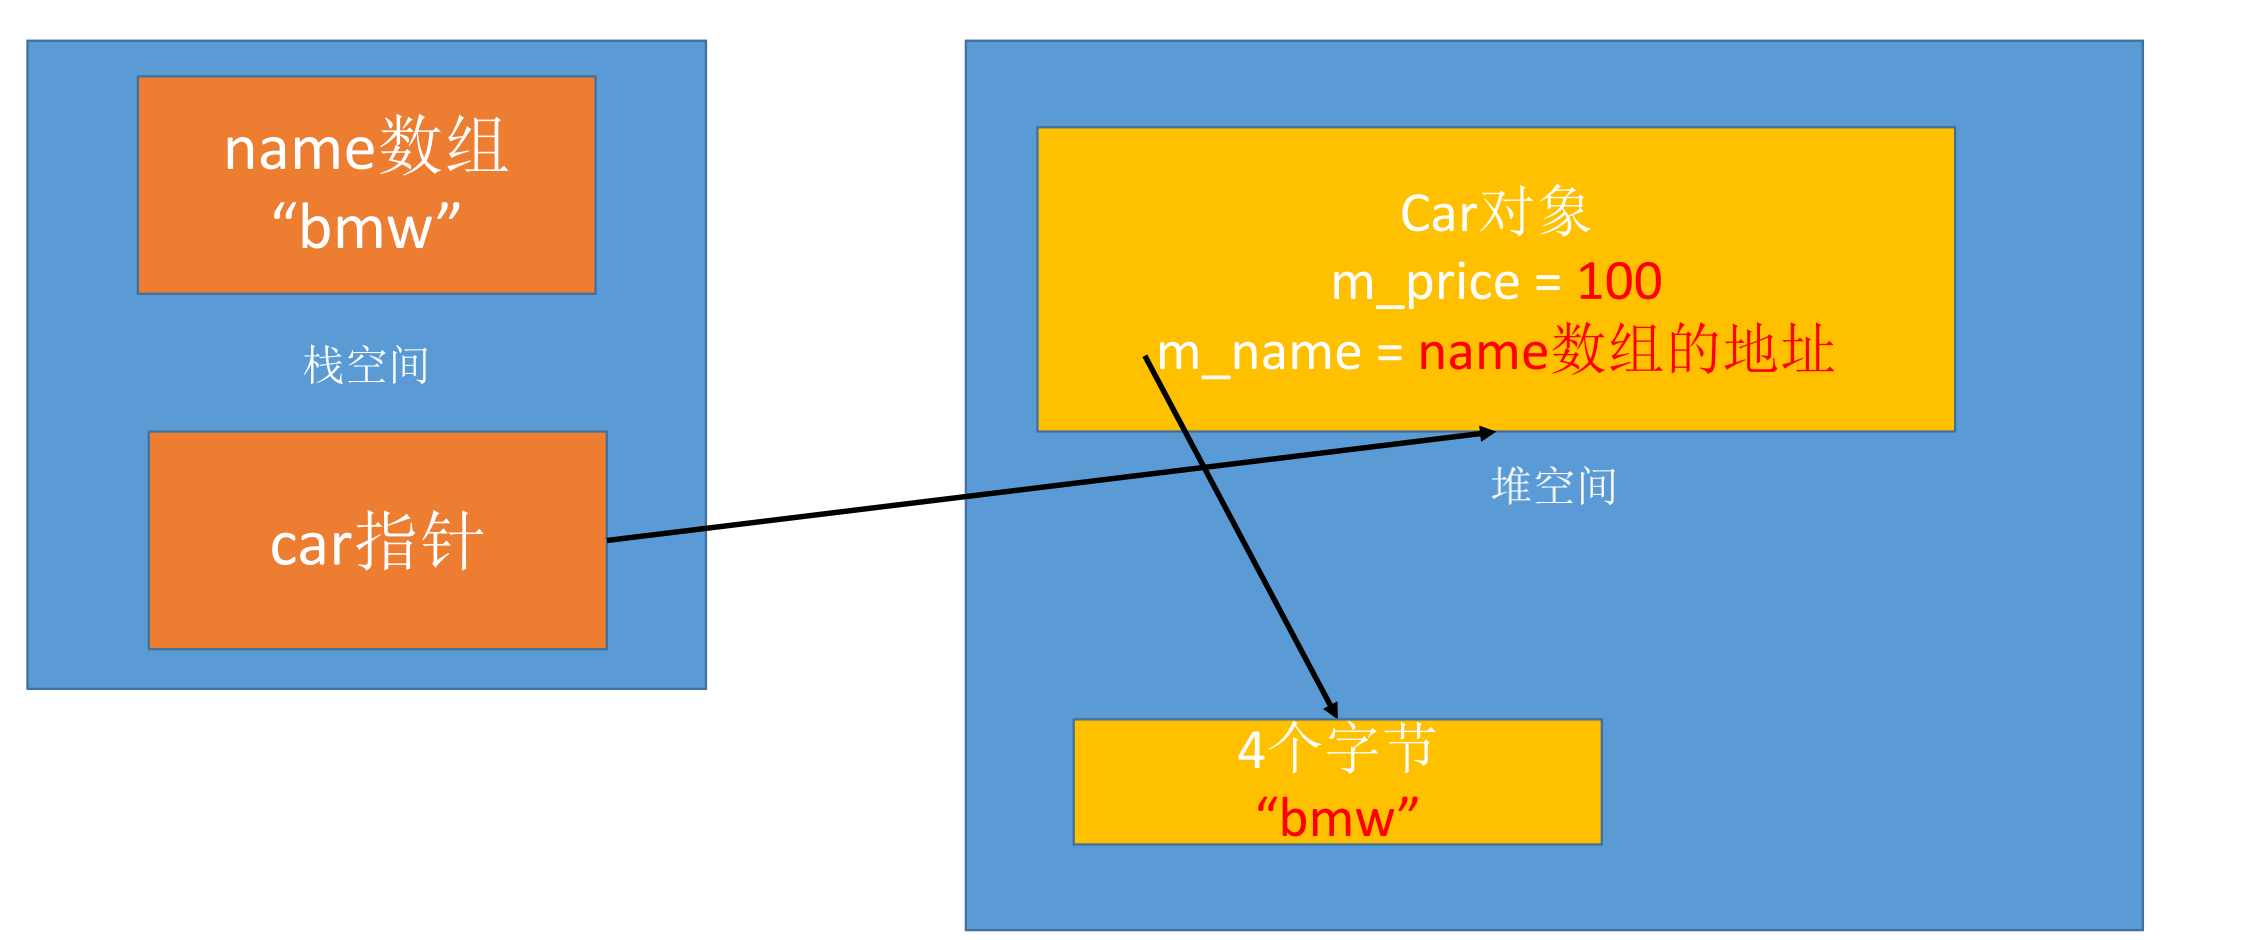 name数组
“bmw”
栈空间
car指针
Car对象
m_price = 100
m_name = name数组的地址
堆空间
4个字节
“bmw”